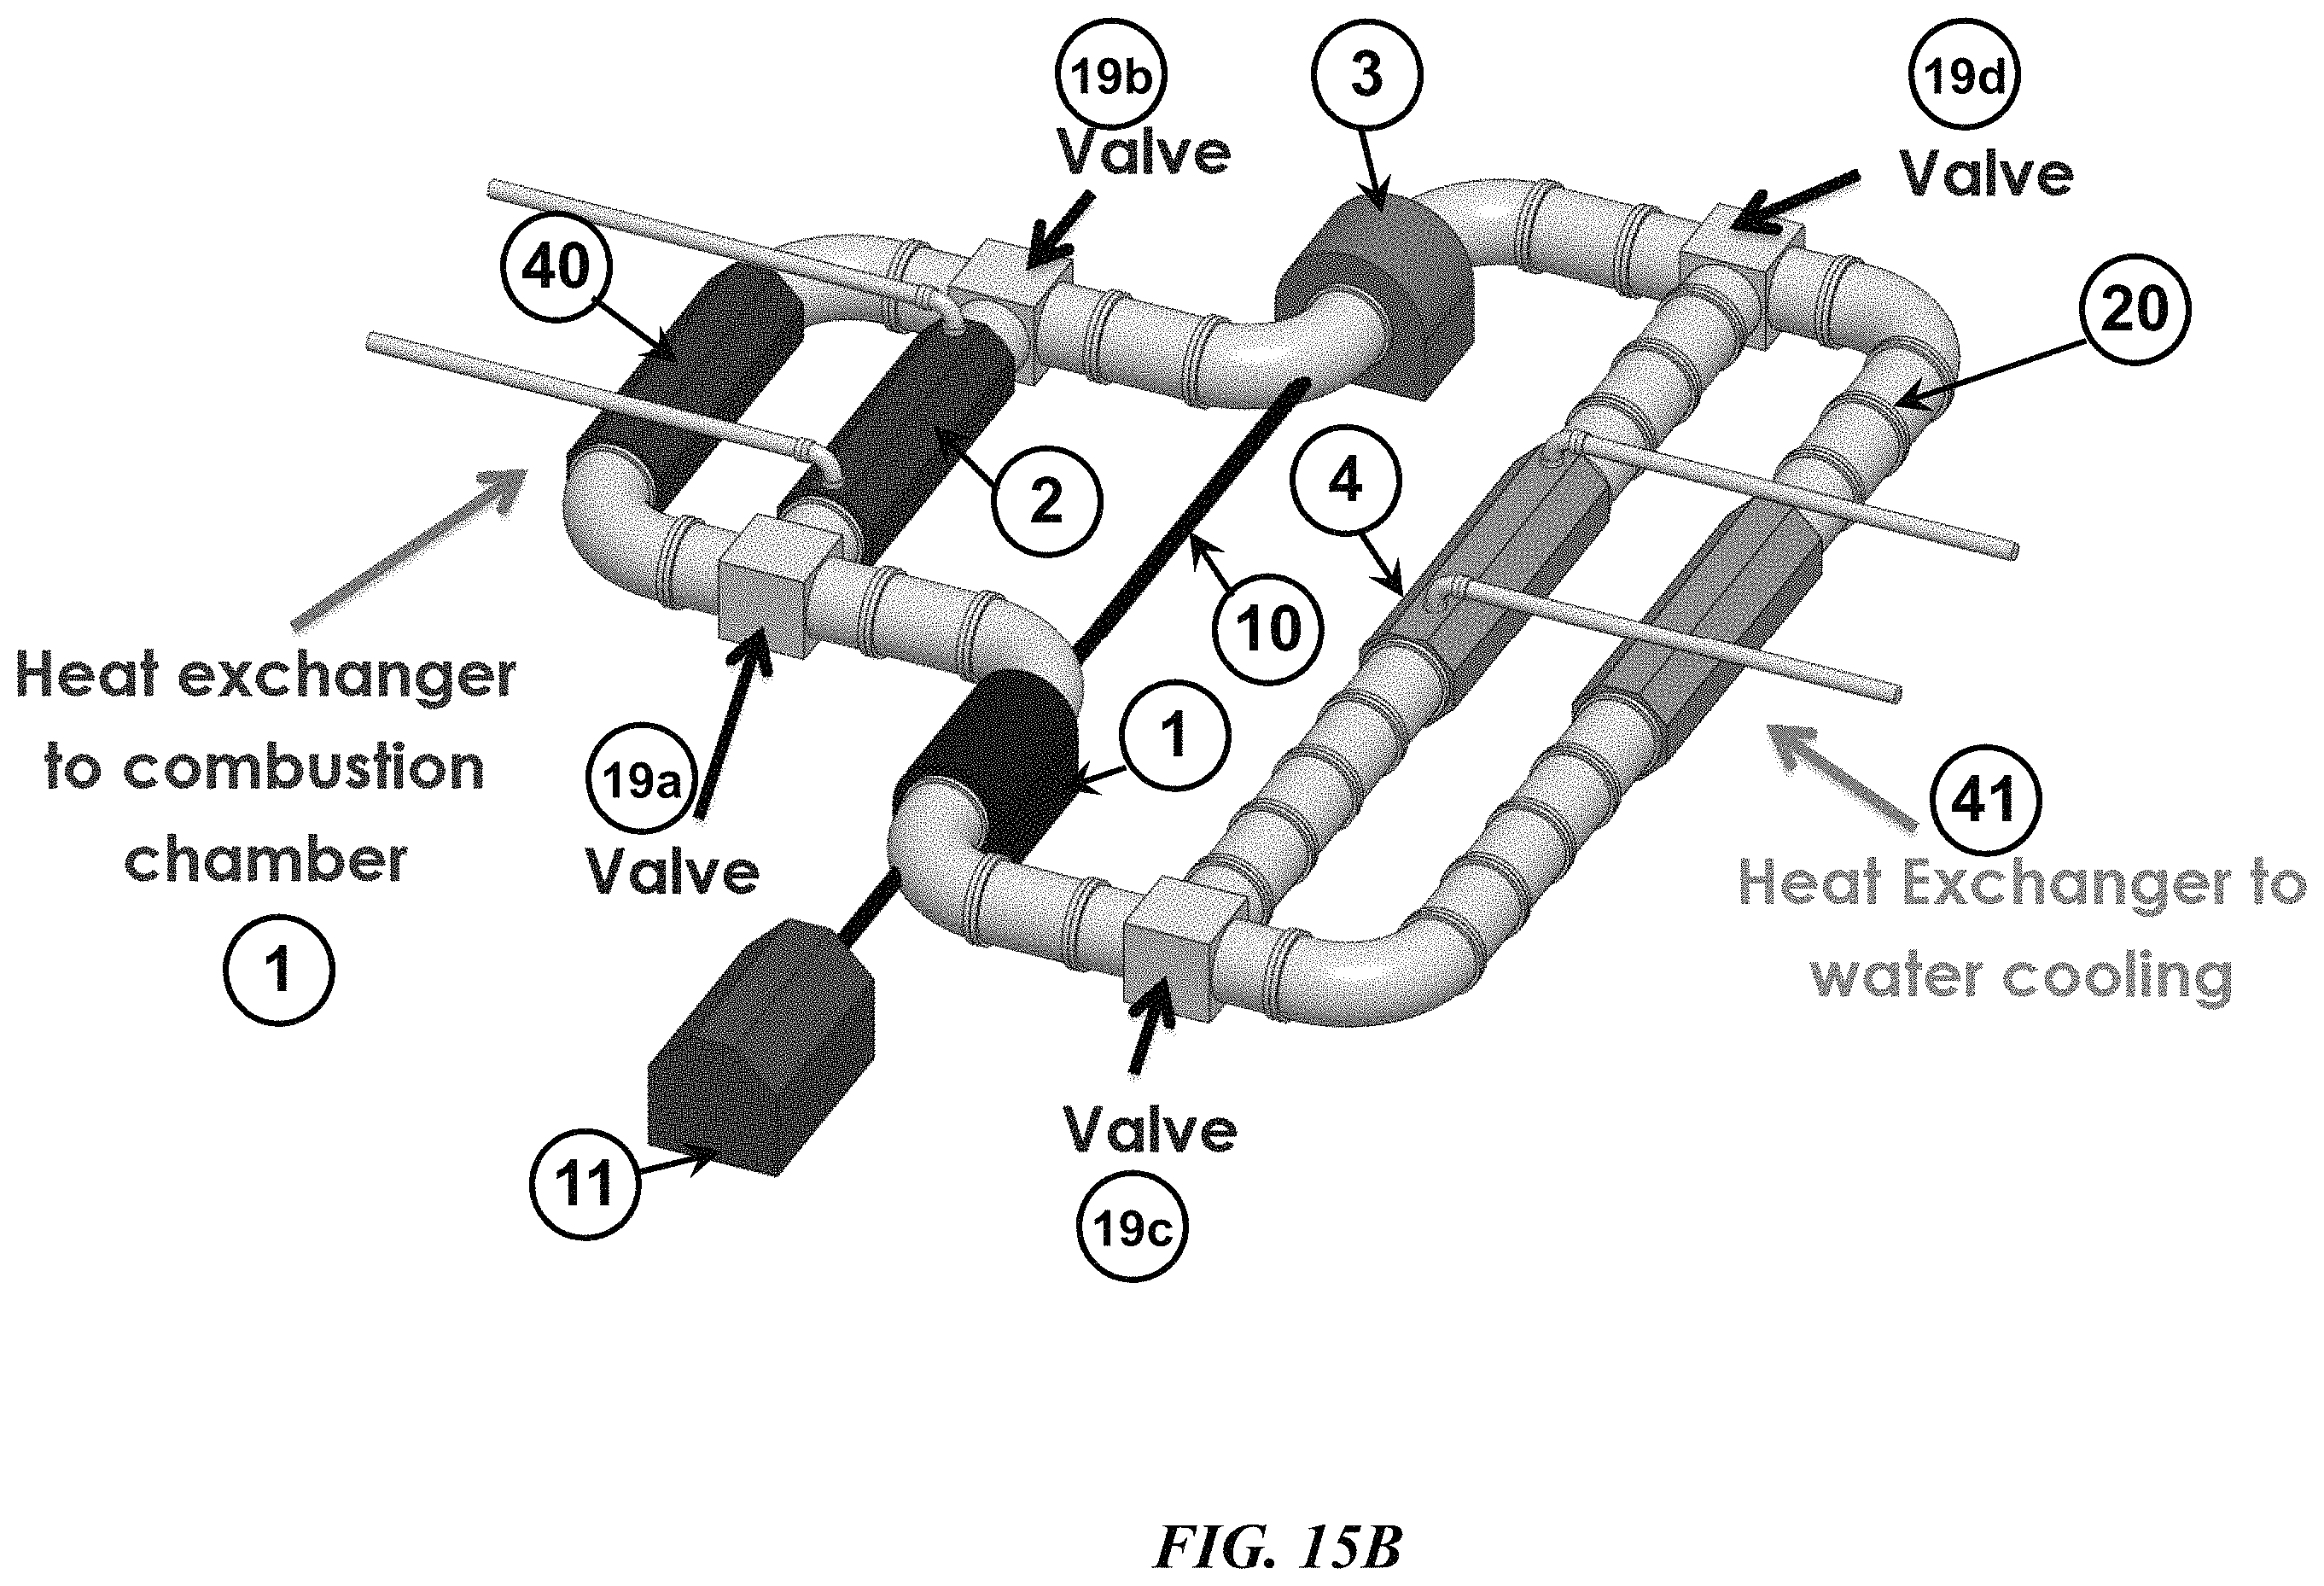 19b
Valve
3
19d
Valve
40
20
2
4
10
Heat exchanger
to combustion
chamber
1
19a
Valve
1
41
Heat Exchanger to
water cooling
11
Valve
19c
FIG. 15B